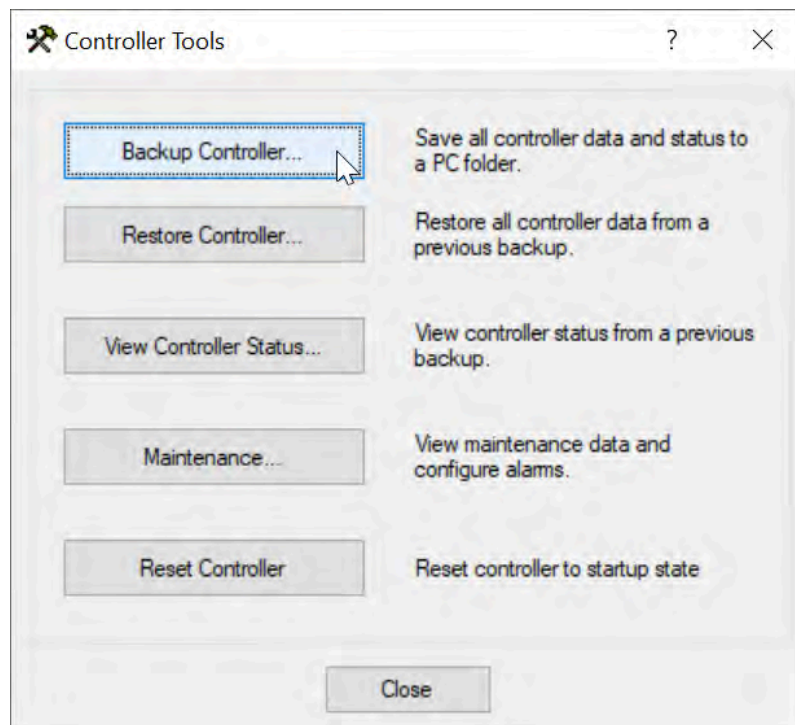 Controller Tools
?
Backup Controller...
Save all controller data and status to
a PC folder.
Restore Controller...
Restore all controller data from a
previous backup.
View Controller Status...
View controller status from a previous
backup.
Maintenance...
View maintenance data and
configure alarms.
Reset Controller
Reset controller to startup state
Close